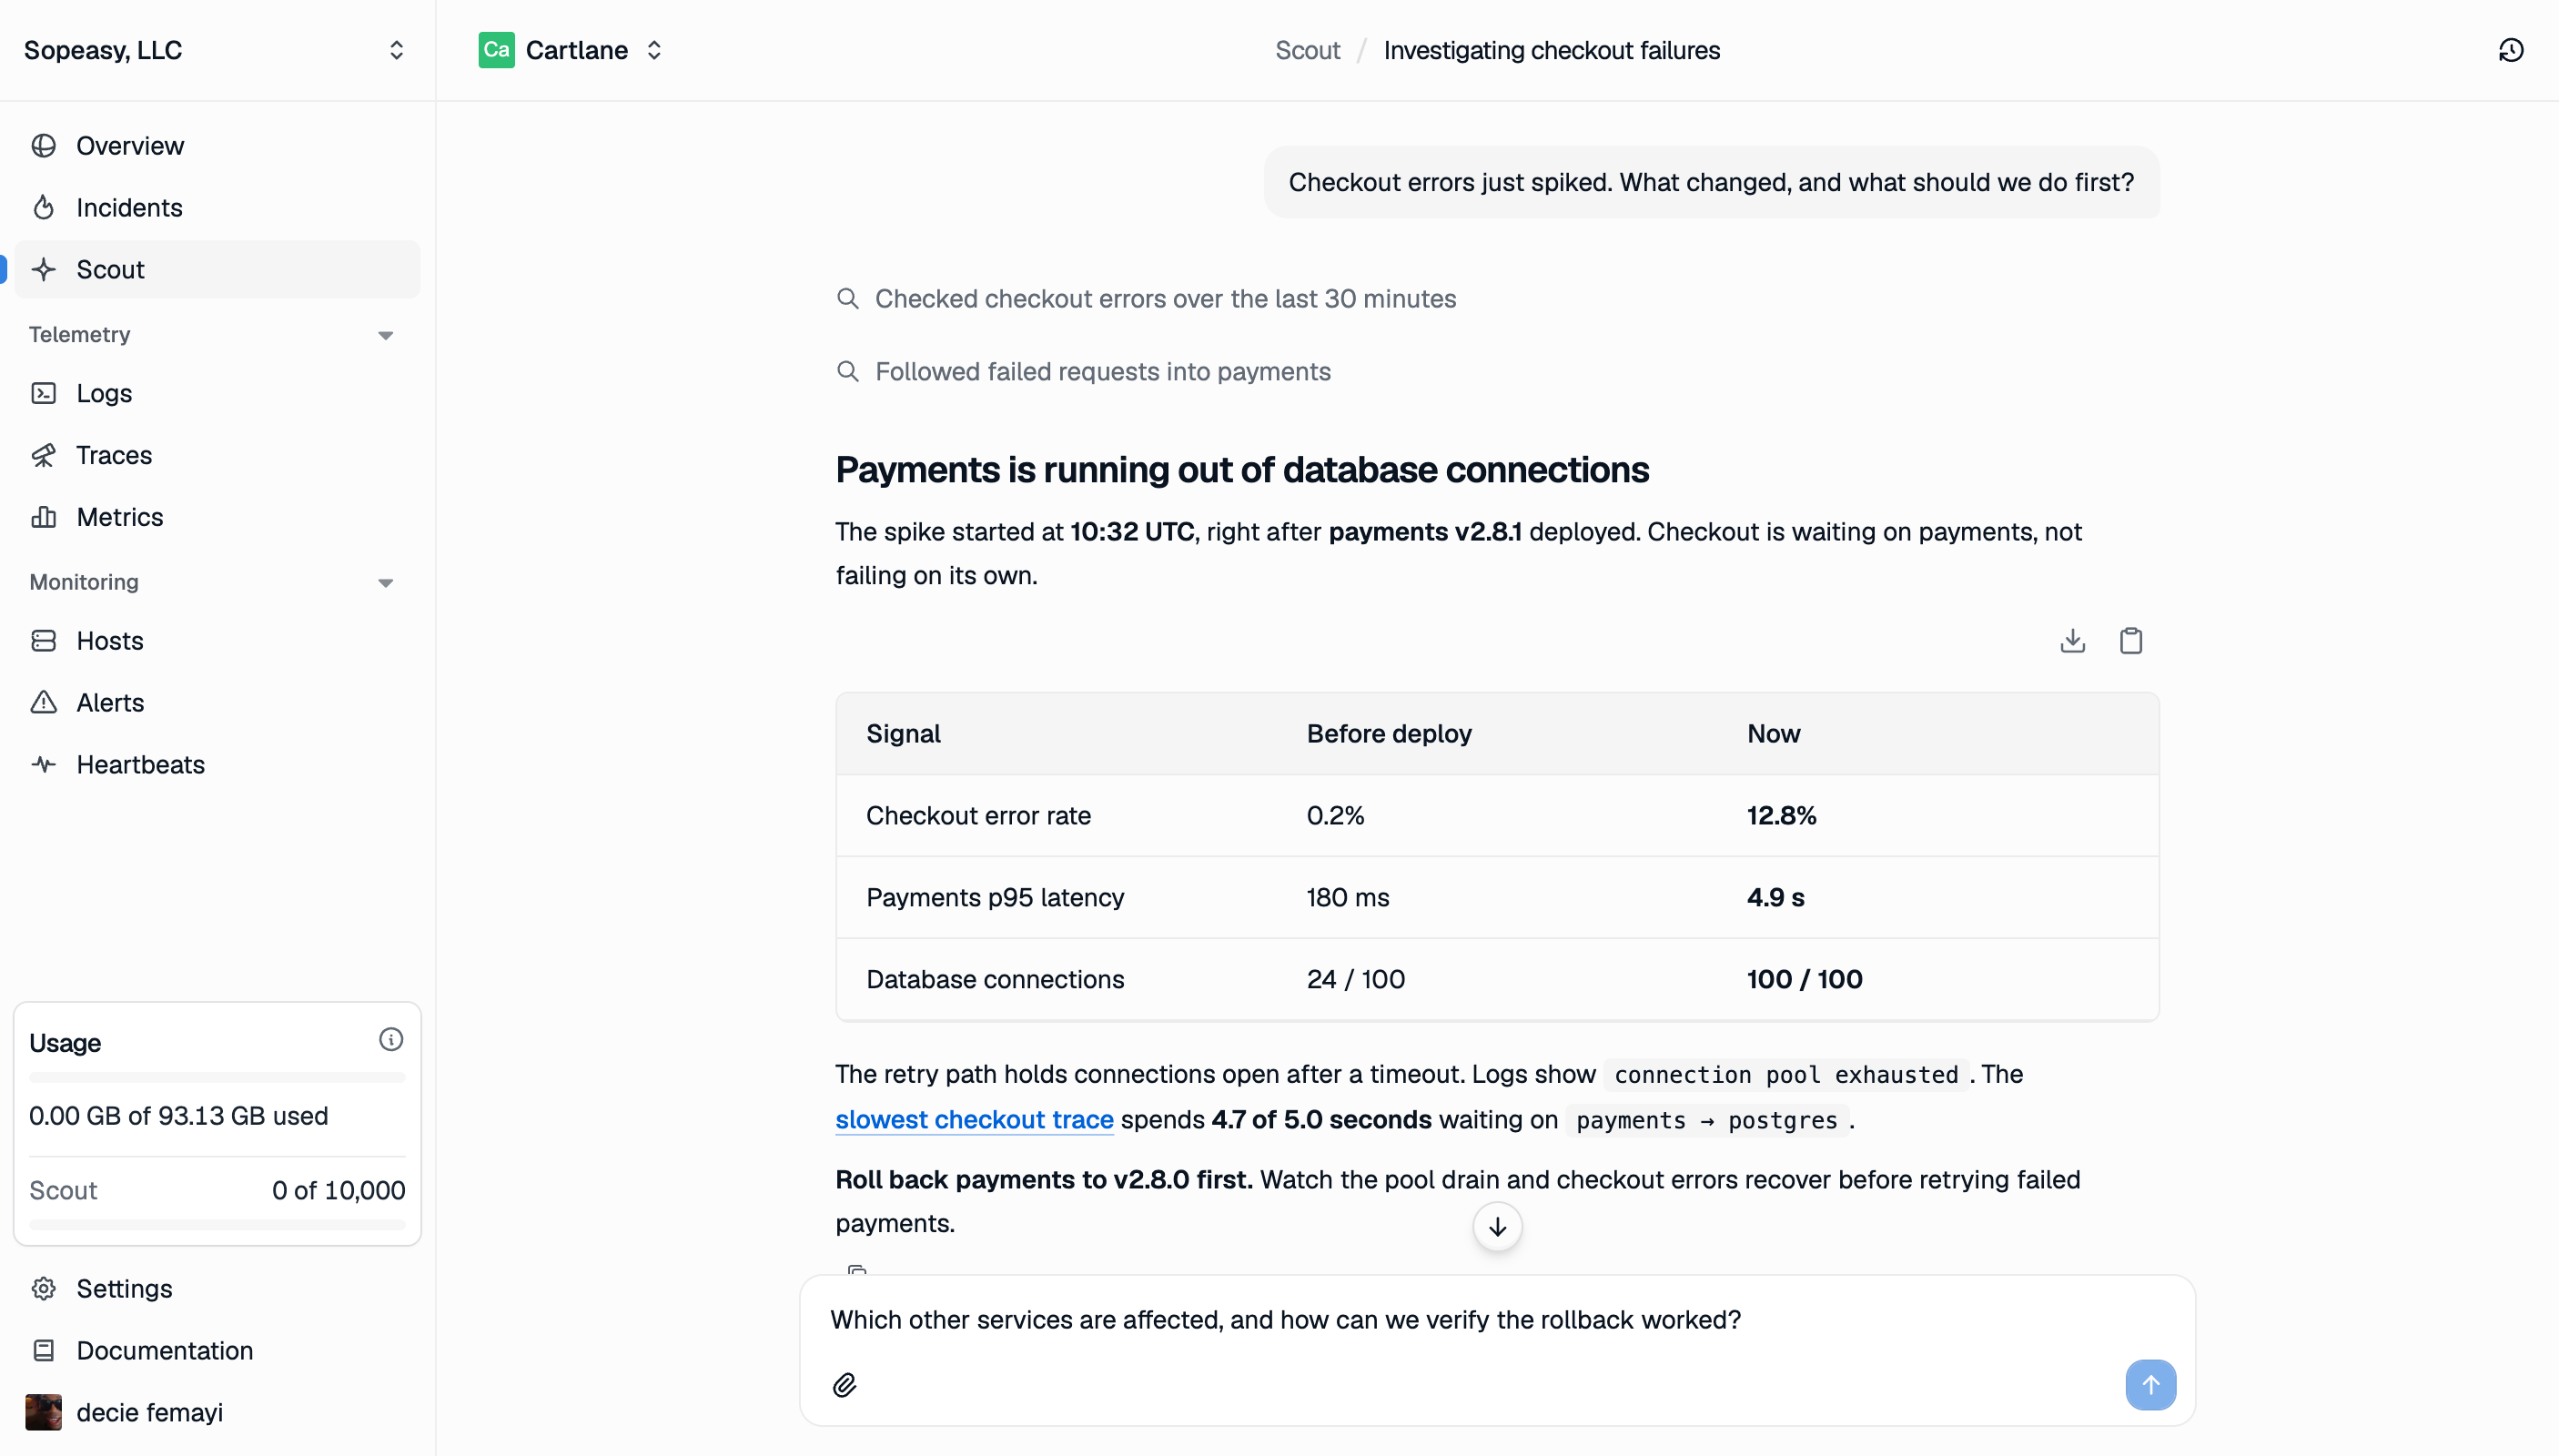 Sopeasy, LLC
Ca Cartlane
Scout / Investigating checkout failures
Overview
Incidents
Scout
Telemetry
Logs
Traces
Metrics
Monitoring
Hosts
Alerts
Heartbeats
Usage
0.00 GB of 93.13 GB used
Scout 0 of 10,000
Settings
Documentation
decie femayi
Checkout errors just spiked. What changed, and what should we do first?
Checked checkout errors over the last 30 minutes
Followed failed requests into payments
Payments is running out of database connections
The spike started at 10:32 UTC, right after payments v2.8.1 deployed. Checkout is waiting on payments, not
failing on its own.
Signal Before deploy Now
Checkout error rate 0.2% 12.8%
Payments p95 latency 180 ms 4.9 s
Database connections 24 / 100 100 / 100
The retry path holds connections open after a timeout. Logs show connection pool exhausted. The
slowest checkout trace spends 4.7 of 5.0 seconds waiting on payments → postgres.
Roll back payments to v2.8.0 first. Watch the pool drain and checkout errors recover before retrying failed
payments.
Which other services are affected, and how can we verify the rollback worked?